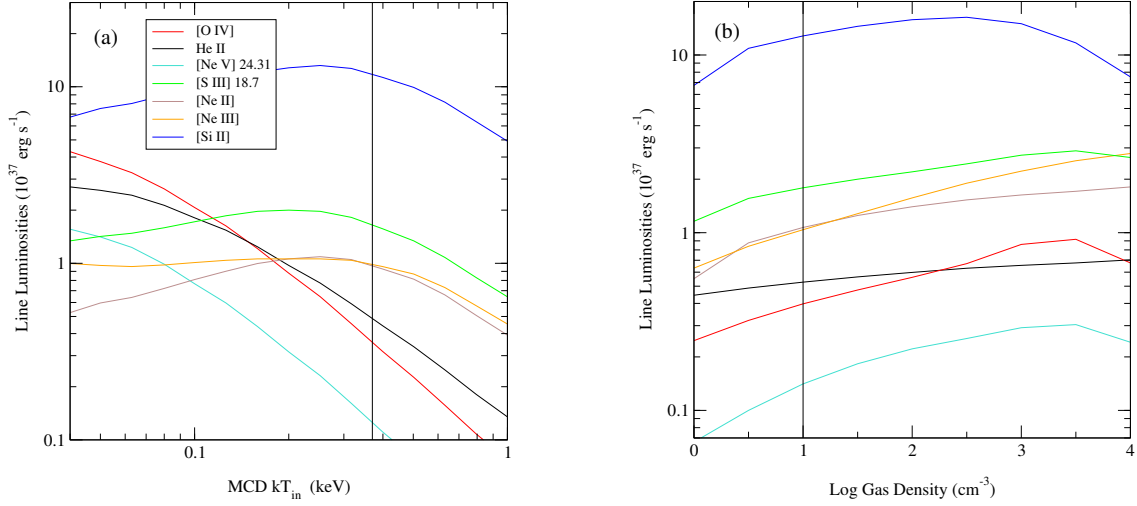 (a)
[O IV]
He II
[Ne V] 24.31
[S III] 18.7
[Ne II]
[Ne III]
[Si II]
10
1
0.1
0.1
1
Line Luminosities (10^37 erg s^-1)
MCD kT_in (keV)
(b)
10
1
0.1
0
1
2
3
4
Line Luminosities (10^37 erg s^-1)
Log Gas Density (cm^-3)